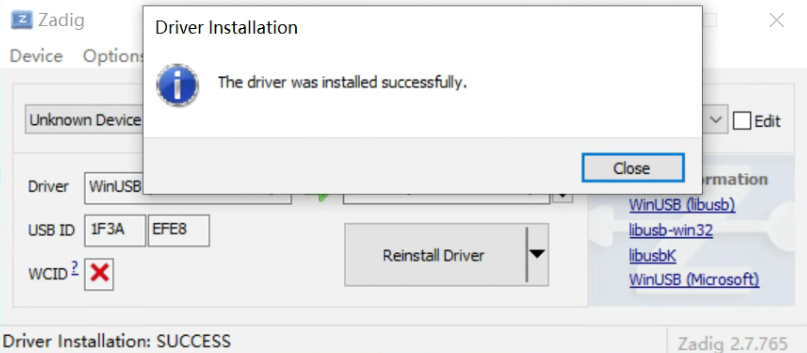 Zadig
Driver Installation
Device Options
The driver was installed successfully.
Unknown Device
Edit
Close
Driver WinUSB
WinUSB (libusb)
USB ID 1F3A EFE8
libusb-win32
Reinstall Driver
libusbK
WCID ?
WinUSB (Microsoft)
Driver Installation: SUCCESS
Zadig 2.7.765